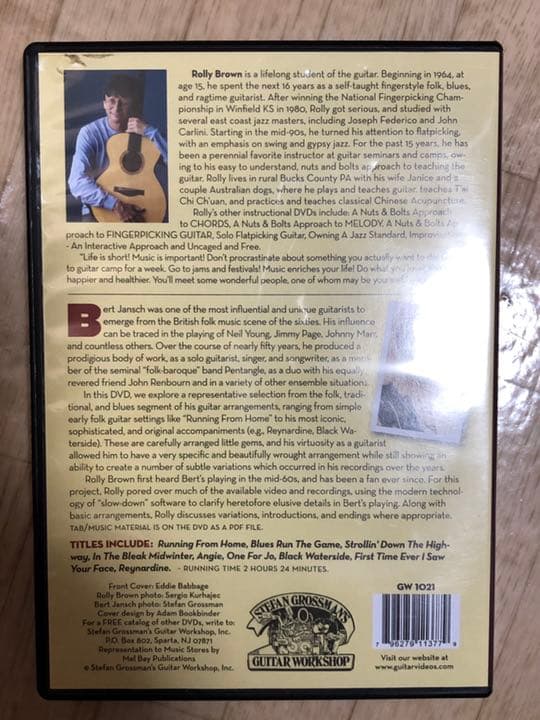 Rolly Brown is a lifelong student of the guitar. Beginning in 1964, at
age 15, he spent the next 16 years as a self-taught fingerstyle folk, blues,
and ragtime guitarist. After winning the National Fingerpicking Cham-
pionship in Winfield KS in 1980, Rolly got serious, and studied with
several east coast jazz masters, including Joseph Federico and John
Carlini. Starting in the mid-90s, he turned his attention to flatpicking,
with an emphasis on swing and gypsy jazz. For the past 15 years, he has
been a perennial favorite instructor at guitar seminars and camps, ow-
ing to his easy to understand, nuts and bolts approach to teaching the
guitar. Rolly lives in rural Bucks County PA with his wife Janice and a
couple Australian dogs, where he plays and teaches guitar, teaches T'ai
Chi Ch'uan, and practices and teaches classical Chinese Acupuncture.
Rolly's other instructional DVDs include: A Nuts & Bolts Approach
to CHORDS, A Nuts & Bolts Approach to MELODY, A Nuts & Bolts Ap-
proach to FINGERPICKING GUITAR, Solo Flatpicking Guitar, Owning A Jazz Standard,
- An Interactive Approach and Uncaged and Free.
"Life is short! Music is important! Don't procrastinate about something you actually want to do. Go
to guitar camp for a week. Go to jams and festivals! Music enriches your life! Do what you
happier and healthier. You'll meet some wonderful people, one of whom may be
Bert Jansch was one of the most influential and unique guitarists to
emerge from the British folk music scene of the sixties. His influence
can be traced in the playing of Neil Young, Jimmy Page, Johnny Marr,
and countless others. Over the course of nearly fifty years, he produced a
prodigious body of work, as a solo guitarist, singer, and songwriter, as a mem-
ber of the seminal "folk-baroque" band Pentangle, as a duo with his equally
revered friend John Renbourn and in a variety of other ensemble situations.
In this DVD, we explore a representative selection from the folk, tradi-
tional, and blues segment of his guitar arrangements, ranging from simple
early folk guitar settings like "Running From Home" to his most iconic,
sophisticated, and original accompaniments (e.g., Reynardine, Black Wa-
terside). These are carefully arranged little gems, and his virtuosity as a guitarist
allowed him to have a very specific and beautifully wrought arrangement while still showing an
ability to create a number of subtle variations which occurred in his recordings over the years.
Rolly Brown first heard Bert's playing in the mid-60s, and has been a fan ever since. For this
project, Rolly pored over much of the available video and recordings, using the modern technol-
ogy of "slow-down" software to clarify heretofore elusive details in Bert's playing. Along with
basic arrangements, Rolly discusses variations, introductions, and endings where appropriate.
TAB/MUSIC MATERIAL IS ON THE DVD AS A PDF FILE.
TITLES INCLUDE: Running From Home, Blues Run The Game, Strollin' Down The High-
way, In The Bleak Midwinter, Angie, One For Jo, Black Waterside, First Time Ever I Saw
Your Face, Reynardine. - RUNNING TIME 2 HOURS 24 MINUTES.
Front Cover: Eddie Babbage
Rolly Brown photo: Sergio Kurhajec
Bert Jansch photo: Stefan Grossman
Cover design by Adam Bookbinder
For a FREE catalog of other DVDs, write to:
Stefan Grossman's Guitar Workshop, Inc.
P.O. Box 802, Sparta, NJ 07871
Representation to Music Stores by
Mel Bay Publications
© Stefan Grossman's Guitar Workshop, Inc.
STEFAN GROSSMAN'S
GUITAR WORKSHOP
GW 1021
7 96279 11377 9
Visit our website at
www.guitarvideos.com